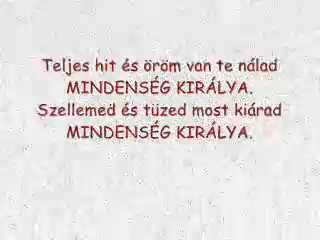 Teljes hit és öröm van te nálad
MINDENSÉG KIRÁLYA.
Szellemed és tüzed most kiárad
MINDENSÉG KIRÁLYA.